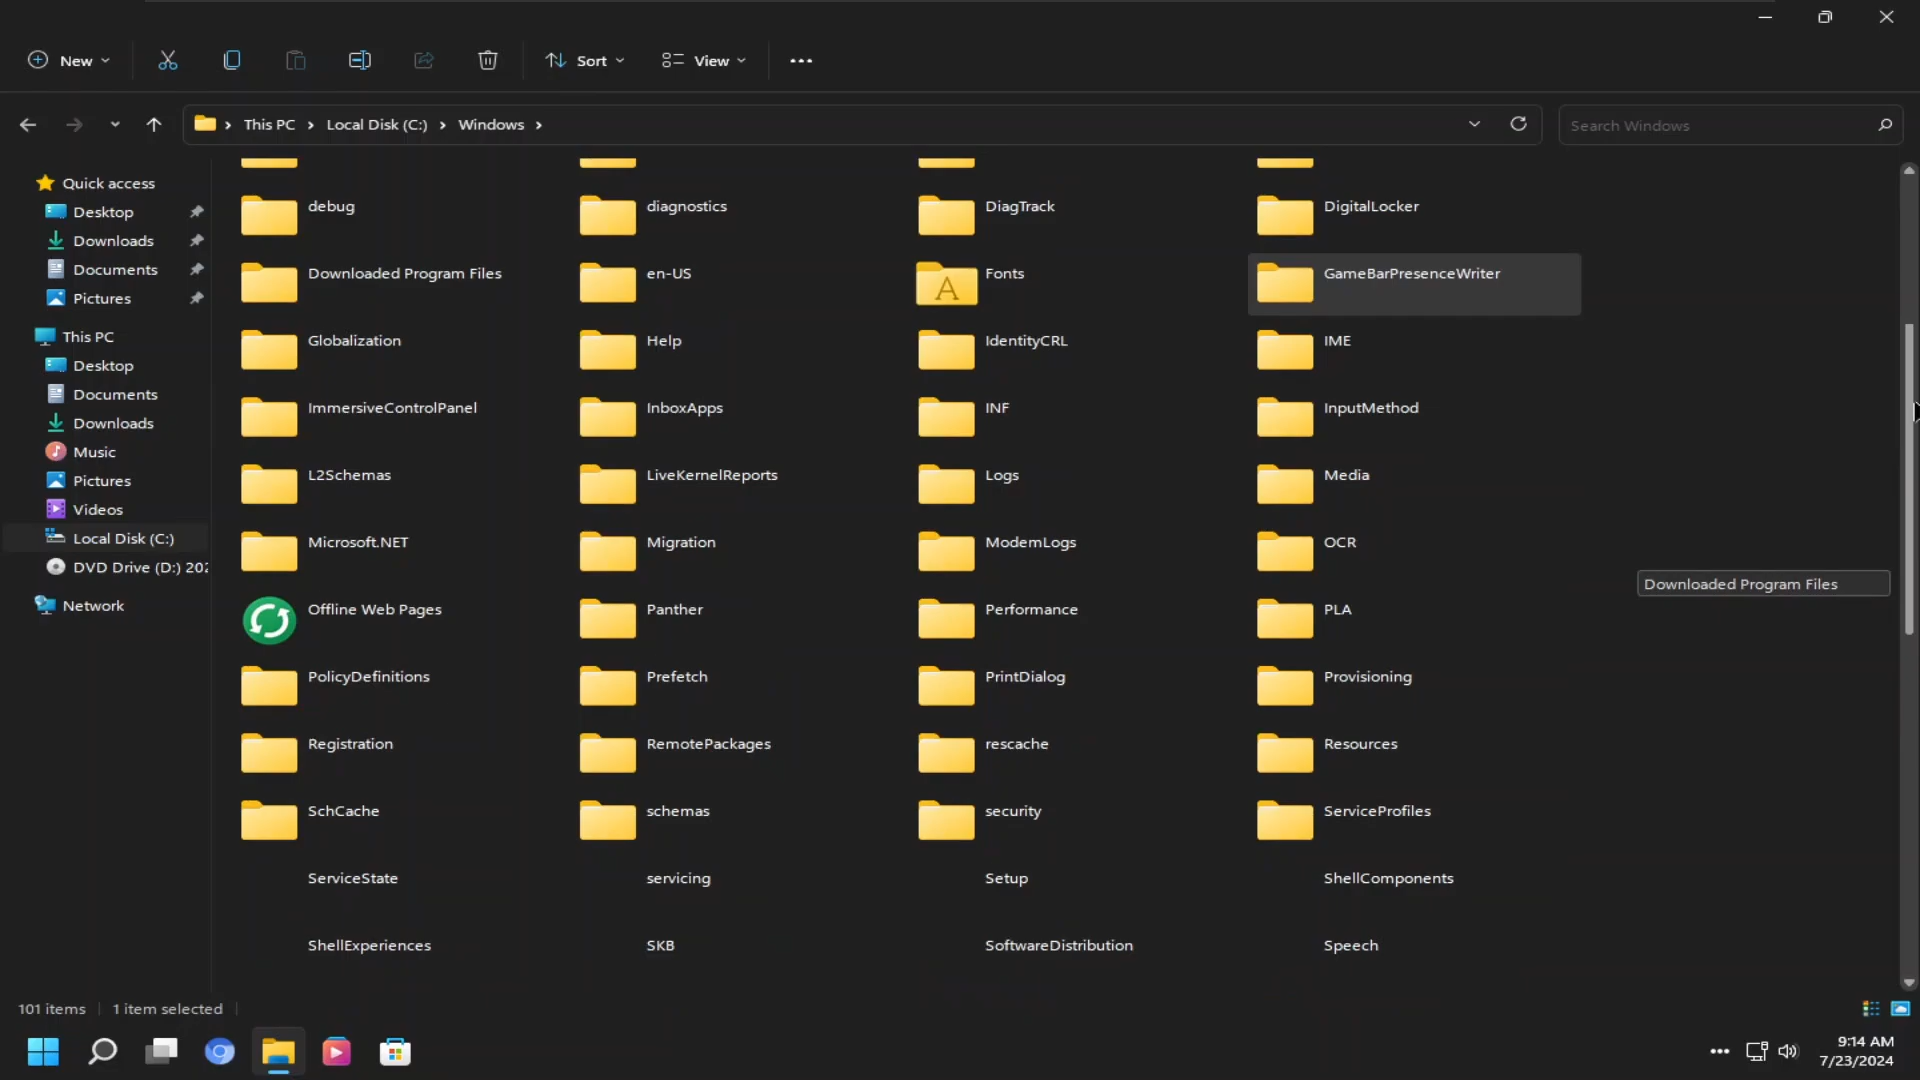 New
Sort
View
This PC
Local Disk (C:)
Windows
Search Windows
Quick access
Desktop
Downloads
Documents
Pictures
This PC
Desktop
Documents
Downloads
Music
Pictures
Videos
Local Disk (C:)
DVD Drive (D:) 202
Network
debug diagnostics DiagTrack DigitalLocker
Downloaded Program Files en-US Fonts GameBarPresenceWriter
A
Globalization Help IdentityCRL IME
ImmersiveControlPanel InboxApps INF InputMethod
L2Schemas LiveKernelReports Logs Media
Microsoft.NET Migration ModemLogs OCR
Downloaded Program Files
Offline Web Pages Panther Performance PLA
PolicyDefinitions Prefetch PrintDialog Provisioning
Registration RemotePackages rescache Resources
SchCache schemas security ServiceProfiles
ServiceState servicing Setup ShellComponents
ShellExperiences SKB SoftwareDistribution Speech
101 items 1 item selected
9:14 AM
7/23/2024